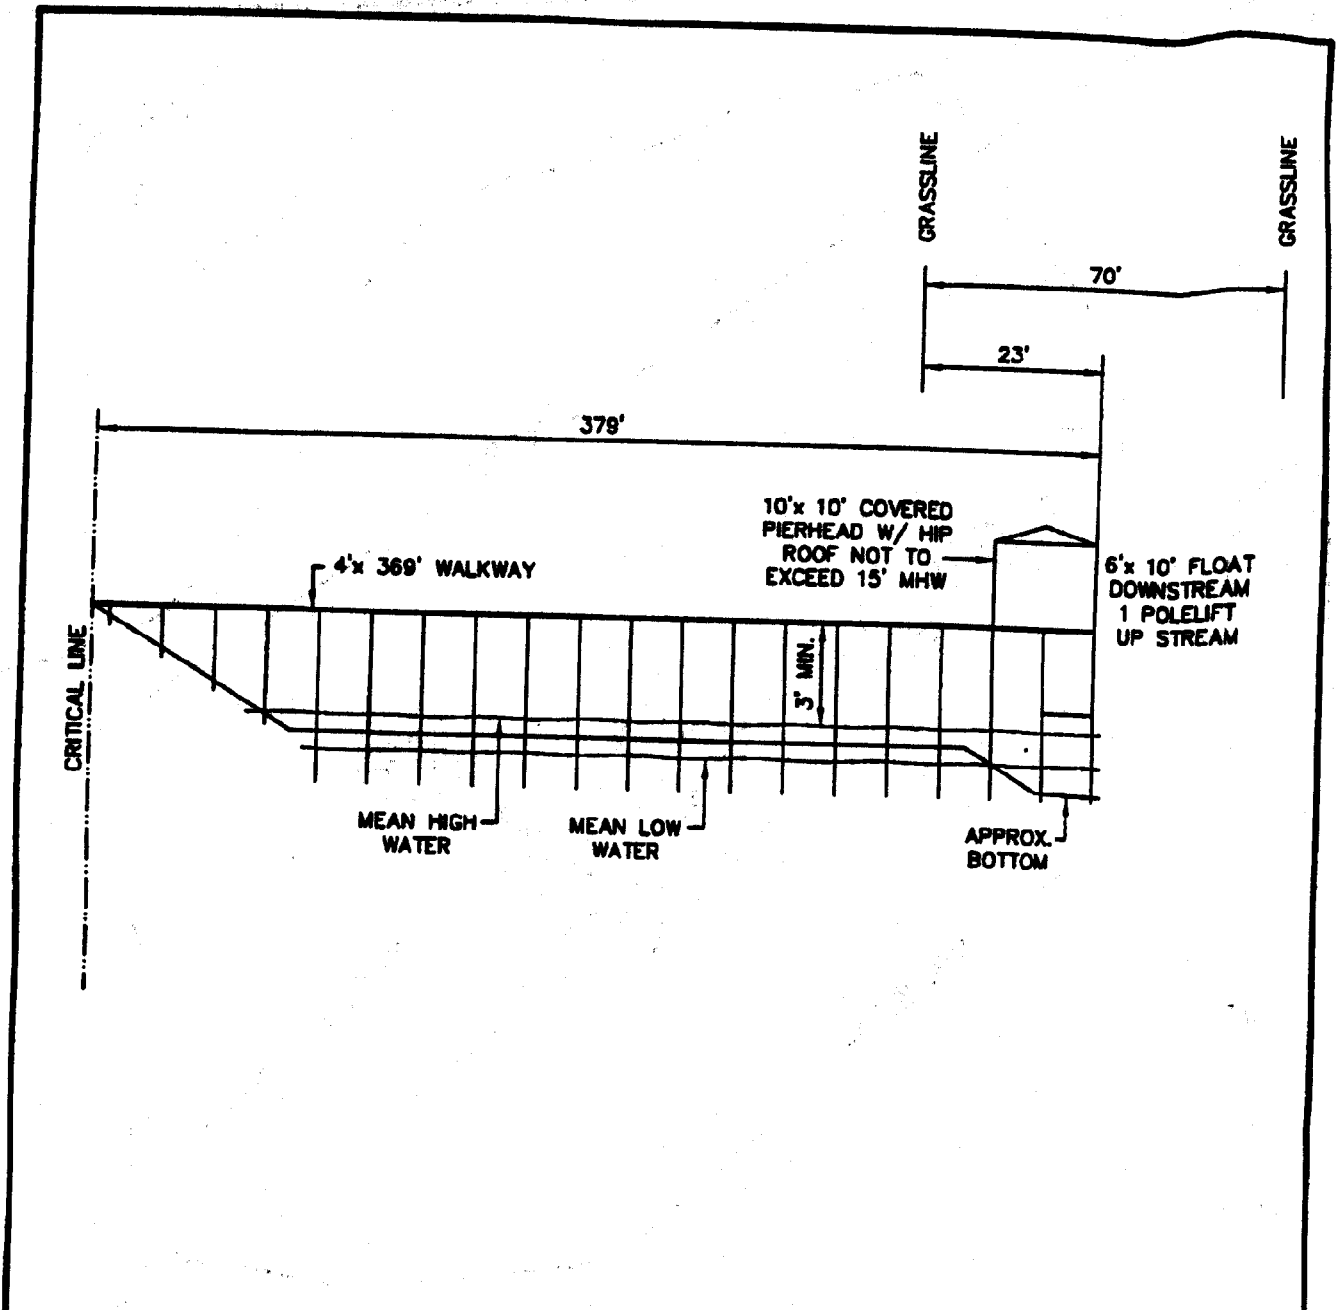 GRASSLINE
GRASSLINE
70'
23'
379'
10'x 10' COVERED
PIERHEAD W/ HIP
ROOF NOT TO
EXCEED 15' MHW
4'x 369' WALKWAY
6'x 10' FLOAT
DOWNSTREAM
1 POLELIFT
UP STREAM
3' MIN.
CRITICAL LINE
MEAN HIGH
WATER
MEAN LOW
WATER
APPROX.
BOTTOM